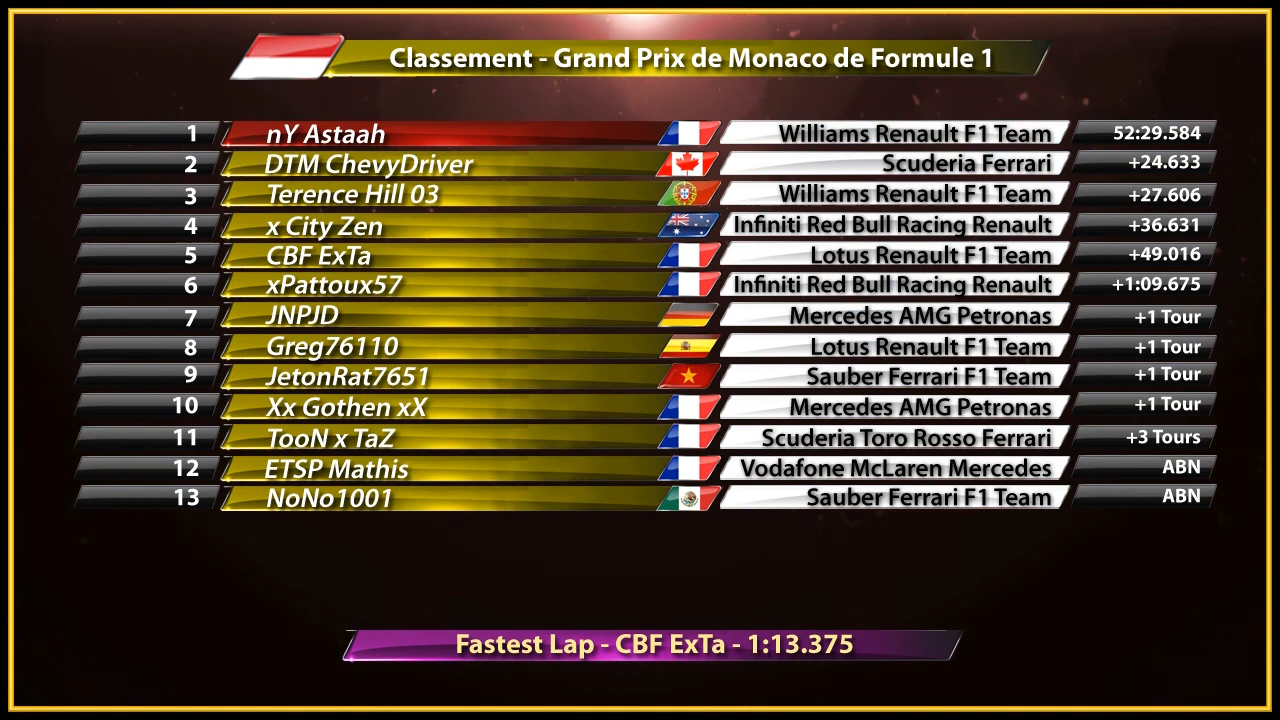 Classement - Grand Prix de Monaco de Formule 1
1 nY Astaah Williams Renault F1 Team 52:29.584
2 DTM ChevyDriver Scuderia Ferrari +24.633
3 Terence Hill 03 Williams Renault F1 Team +27.606
4 x City Zen Infiniti Red Bull Racing Renault +36.631
5 CBF ExTa Lotus Renault F1 Team +49.016
6 xPattoux57 Infiniti Red Bull Racing Renault +1:09.675
7 JNPJD Mercedes AMG Petronas +1 Tour
8 Greg76110 Lotus Renault F1 Team +1 Tour
9 JetonRat7651 Sauber Ferrari F1 Team +1 Tour
10 Xx Gothen xX Mercedes AMG Petronas +1 Tour
11 TooN x TaZ Scuderia Toro Rosso Ferrari +3 Tours
12 ETSP Mathis Vodafone McLaren Mercedes ABN
13 NoNo1001 Sauber Ferrari F1 Team ABN
Fastest Lap - CBF ExTa - 1:13.375